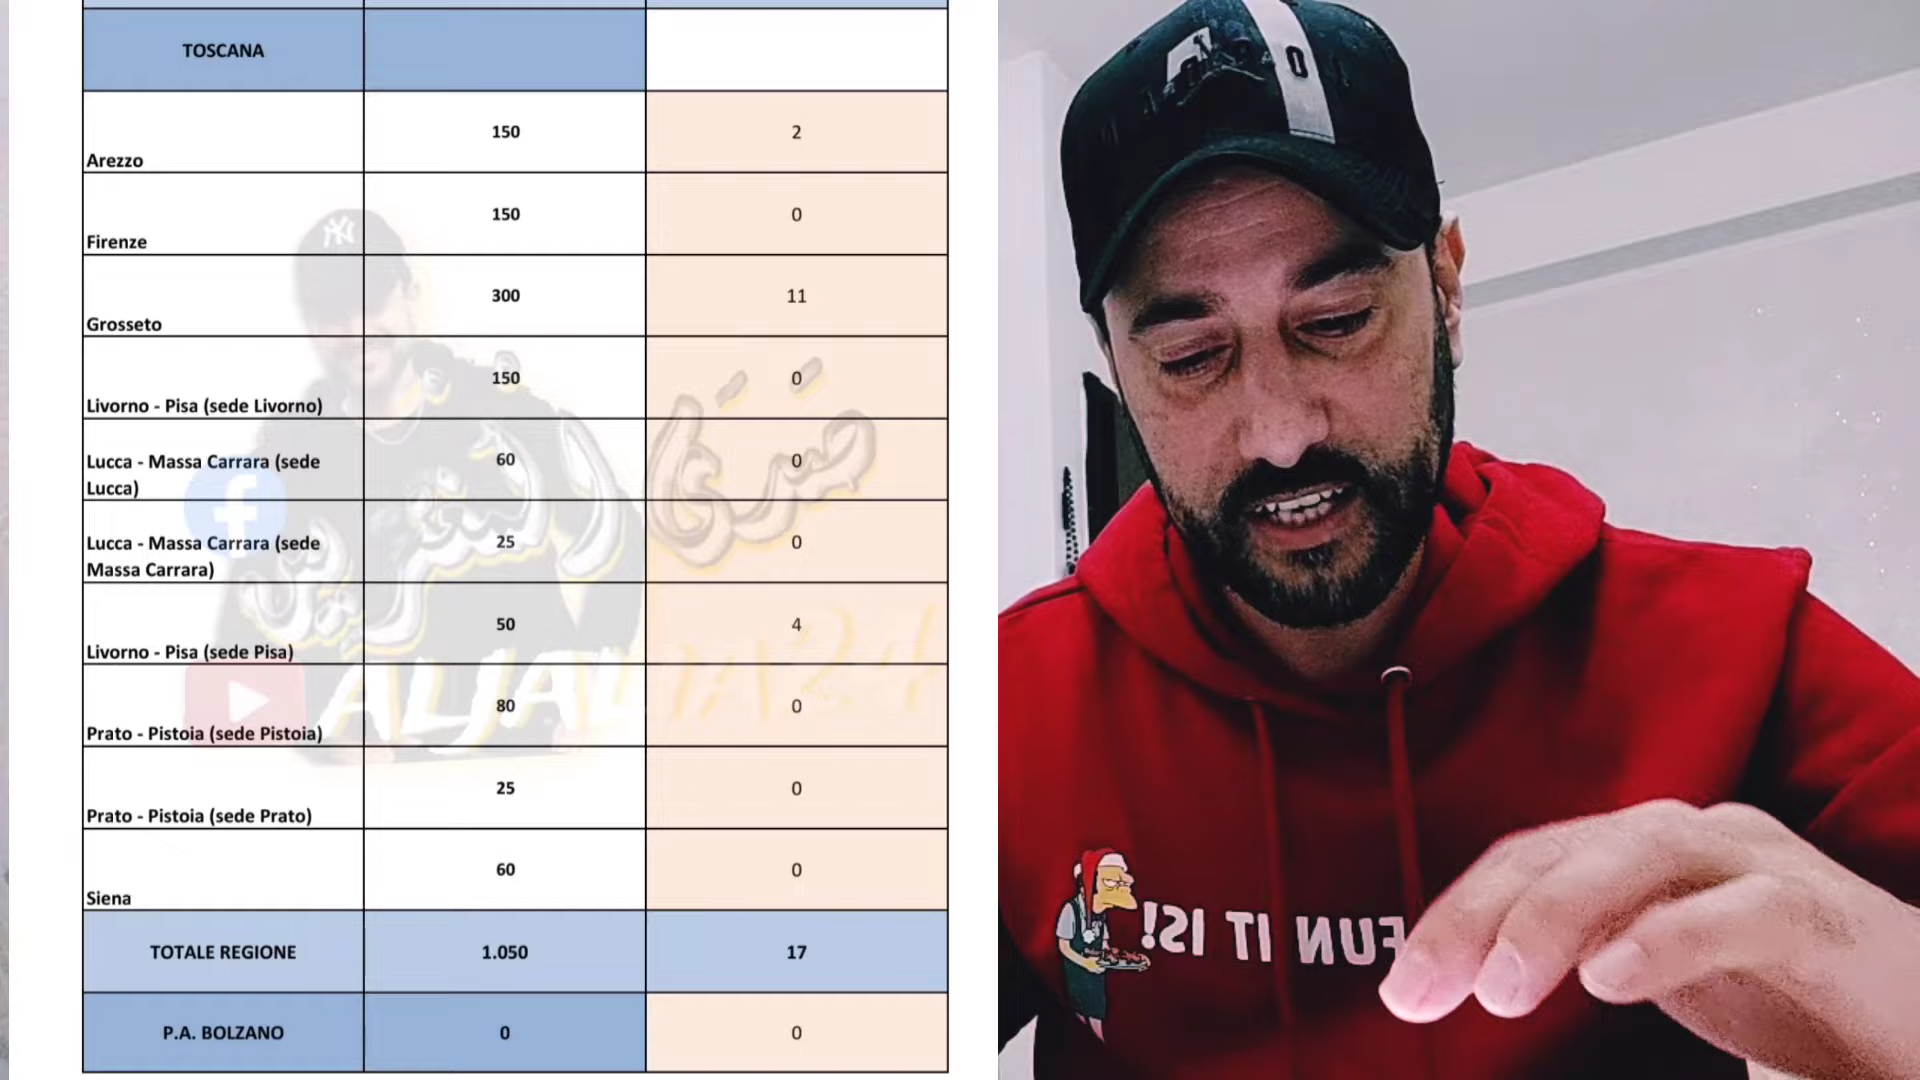 TOSCANA
Arezzo 150 2
Firenze 150 0
Grosseto 300 11
Livorno - Pisa (sede Livorno) 150 0
Lucca - Massa Carrara (sede
Lucca) 60 0
Lucca - Massa Carrara (sede
Massa Carrara) 25 0
Livorno - Pisa (sede Pisa) 50 4
Prato - Pistoia (sede Pistoia) 80 0
Prato - Pistoia (sede Prato) 25 0
Siena 60 0
TOTALE REGIONE 1.050 17
P.A. BOLZANO 0 0
NY
f
ALJALIA24
FUN IT IS!